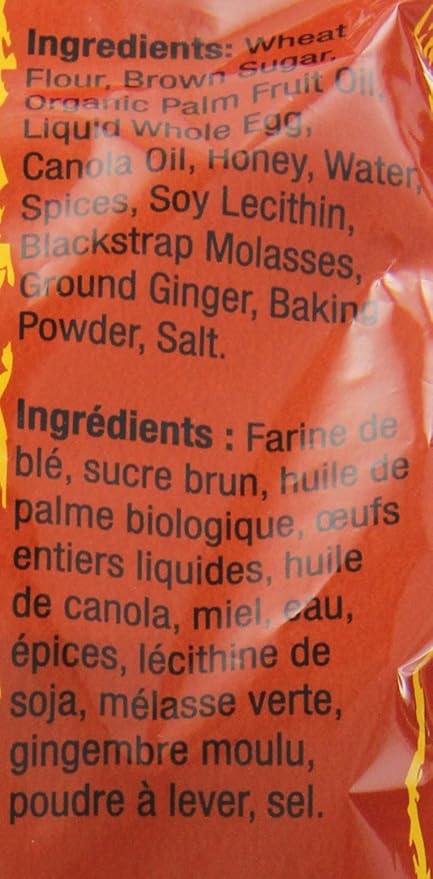 Ingredients: Wheat
Flour, Brown Sugar,
Organic Palm Fruit Oil,
Liquid Whole Egg,
Canola Oil, Honey, Water,
Spices, Soy Lecithin,
Blackstrap Molasses,
Ground Ginger, Baking
Powder, Salt.
Ingrédients : Farine de
blé, sucre brun, huile de
palme biologique, œufs
entiers liquides, huile
de canola, miel, eau,
épices, lécithine de
soja, mélasse verte,
gingembre moulu,
poudre à lever, sel.